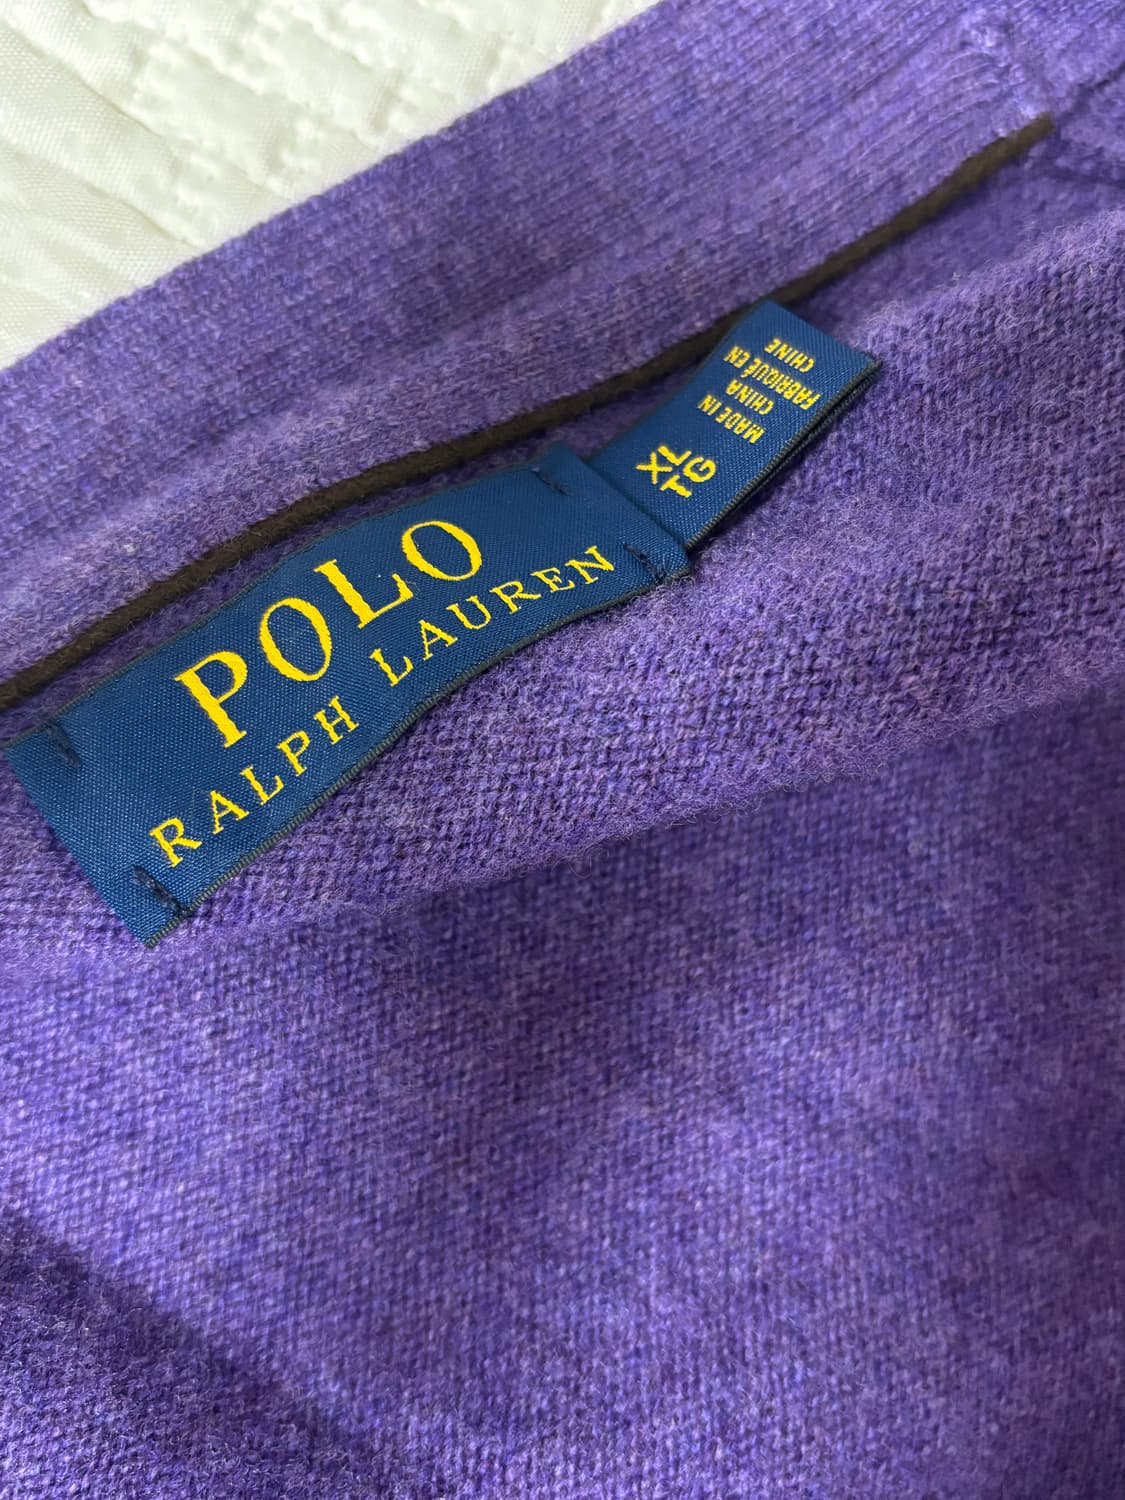 POLO
RALPH LAUREN
XL
TG
MADE IN
CHINA
FABRIQUÉ EN
CHINE